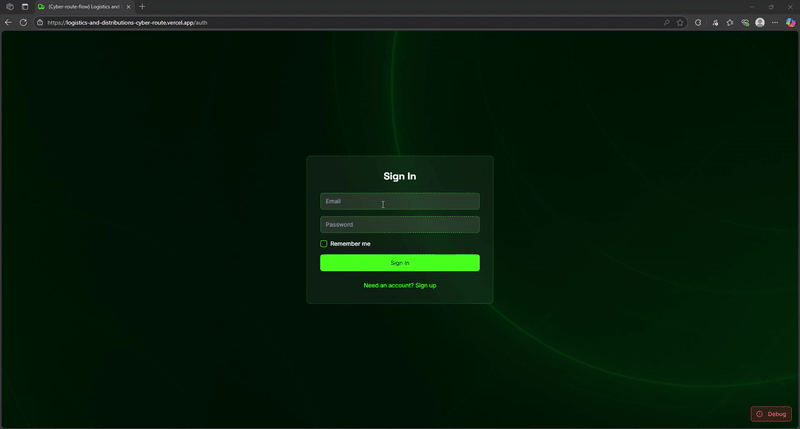 (Cyber-route-flow) Logistics and
https://logistics-and-distributions-cyber-route.vercel.app/auth
Sign In
Email
Password
Remember me
Sign in
Need an account? Sign up
Debug